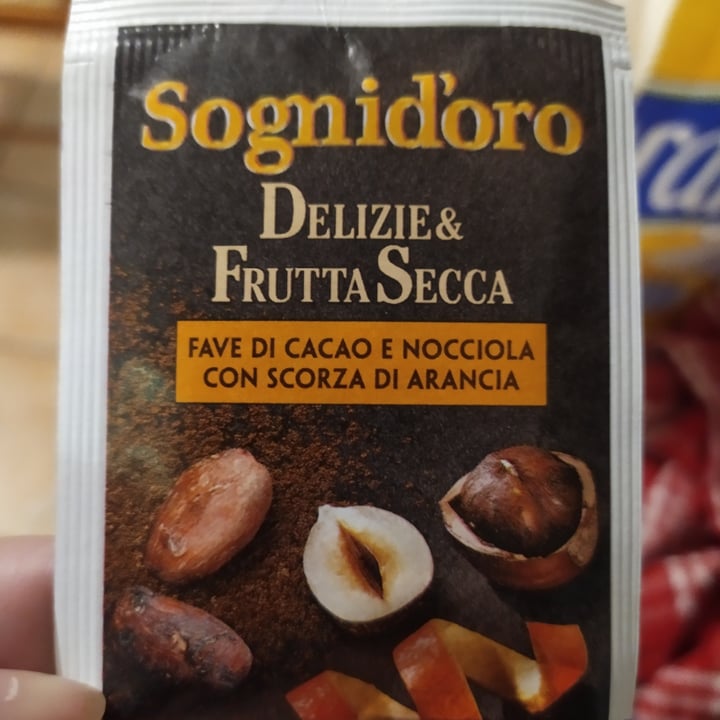 Sognid'oro
DELIZIE &
FRUTTA SECCA
FAVE DI CACAO E NOCCIOLA
CON SCORZA DI ARANCIA